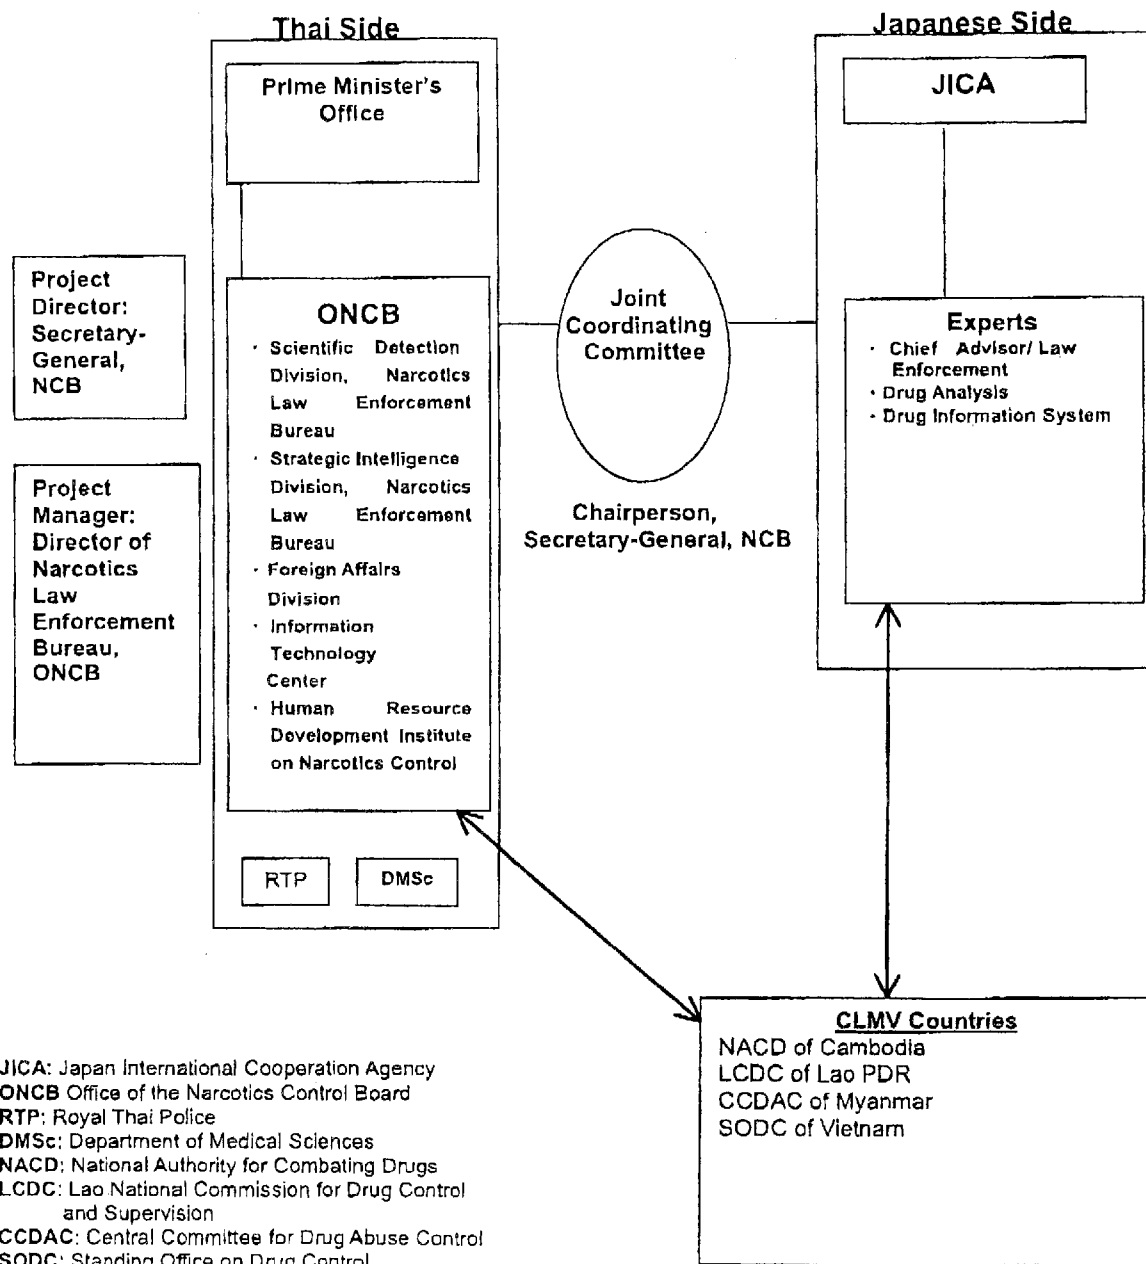 Thai Side
Prime Minister's
Office
Project
Director:
Secretary-
General,
NCB
Project
Manager:
Director of
Narcotics
Law
Enforcement
Bureau,
ONCB
ONCB
· Scientific Detection
Division, Narcotics
Law Enforcement
Bureau
· Strategic Intelligence
Division, Narcotics
Law Enforcement
Bureau
· Foreign Affairs
Division
· Information
Technology
Center
· Human Resource
Development Institute
on Narcotics Control
RTP
DMSc
Joint
Coordinating
Committee
Chairperson,
Secretary-General, NCB
Japanese Side
JICA
Experts
· Chief Advisor/ Law
Enforcement
· Drug Analysis
· Drug Information System
CLMV Countries
NACD of Cambodia
LCDC of Lao PDR
CCDAC of Myanmar
SODC of Vietnam
JICA: Japan International Cooperation Agency
ONCB Office of the Narcotics Control Board
RTP: Royal Thai Police
DMSc: Department of Medical Sciences
NACD: National Authority for Combating Drugs
LCDC: Lao National Commission for Drug Control
and Supervision
CCDAC: Central Committee for Drug Abuse Control
SODC: Standing Office on Drug Control